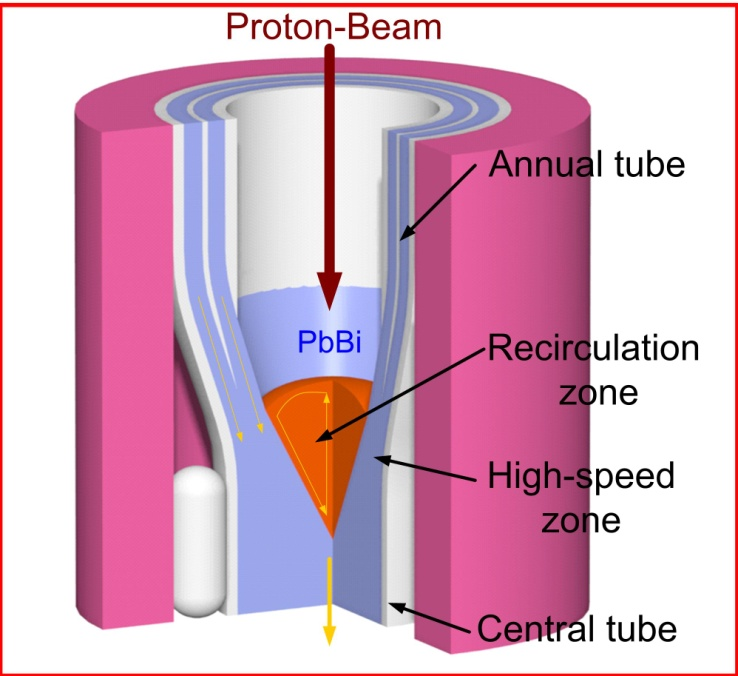 Proton-Beam
Annual tube
PbBi
Recirculation
zone
High-speed
zone
Central tube